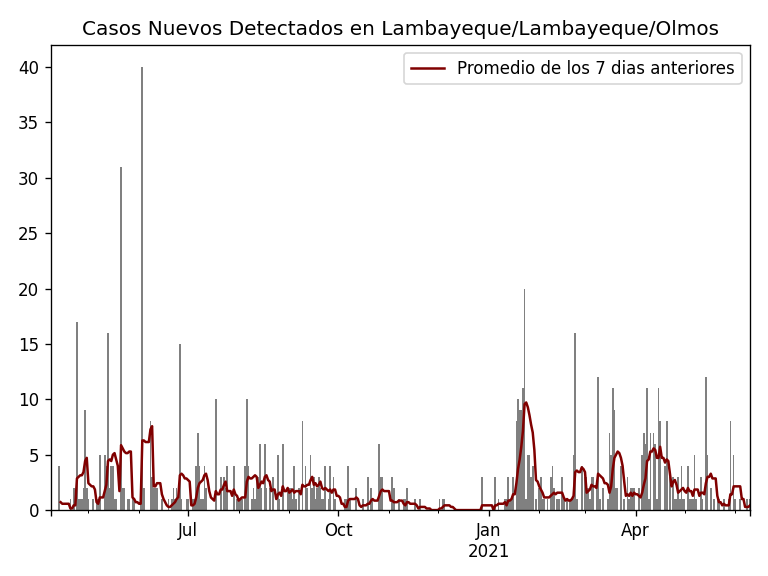 Casos Nuevos Detectados en Lambayeque/Lambayeque/Olmos
Promedio de los 7 dias anteriores
40
35
30
25
20
15
10
5
0
Jul
Oct
Jan
2021
Apr